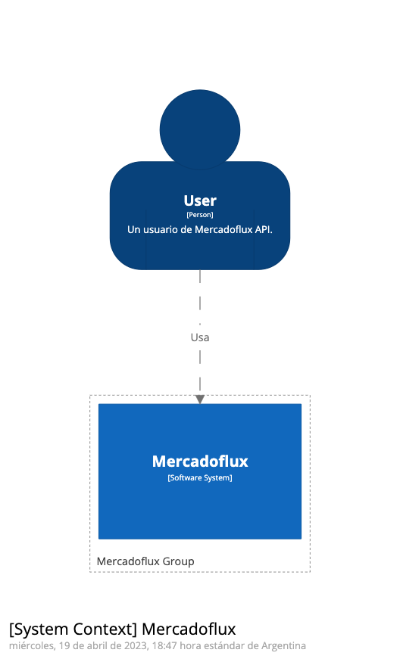 User
[Person]
Un usuario de Mercadoflux API.
Usa
Mercadoflux
[Software System]
Mercadoflux Group
[System Context] Mercadoflux
miércoles, 19 de abril de 2023, 18:47 hora estándar de Argentina